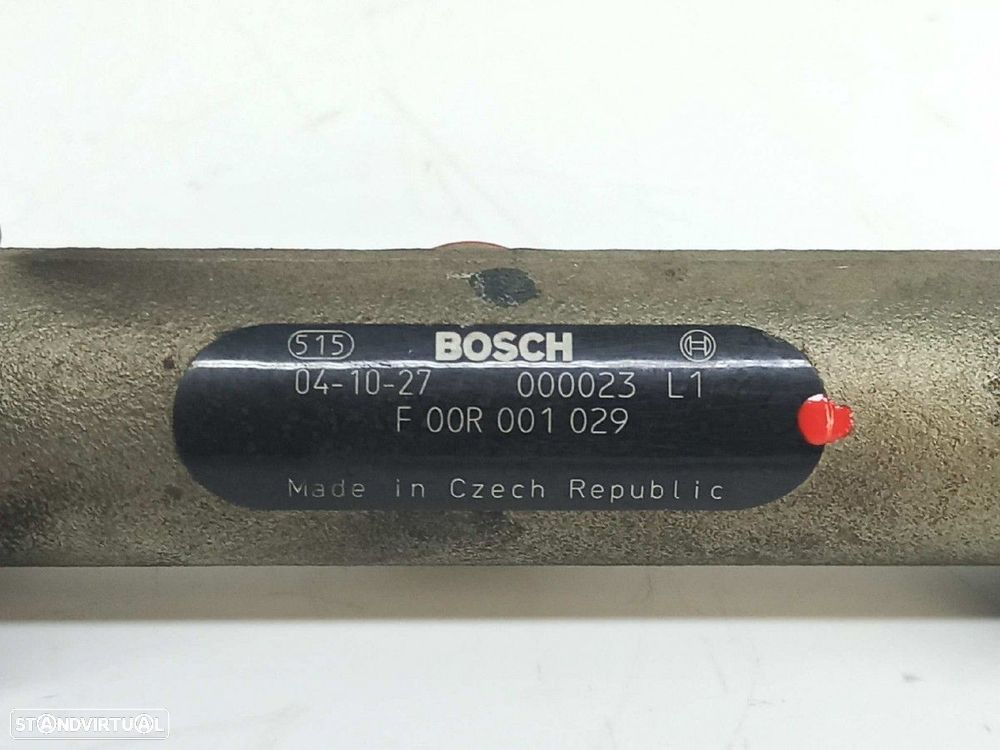 515 BOSCH
04-10-27 000023 L1
F 00R 001 029
Made in Czech Republic
STANDVIRTUAL